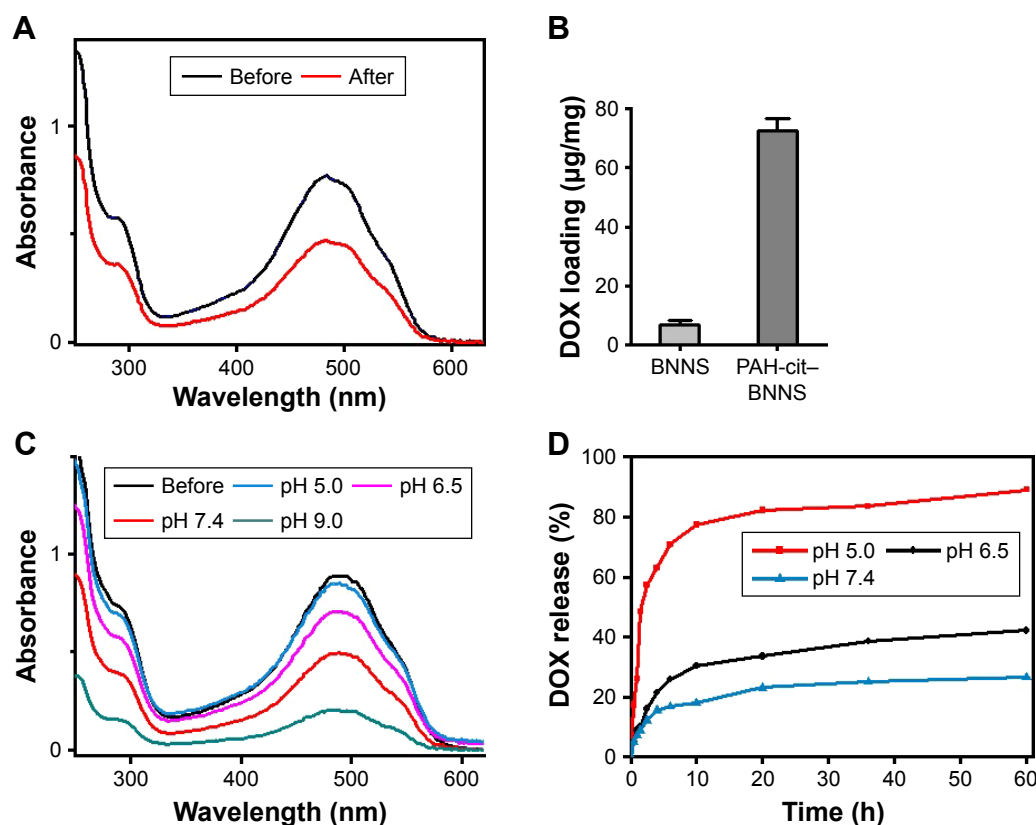 A
Before After
Absorbance
1
0
300 400 500 600
Wavelength (nm)
B
DOX loading (µg/mg)
80
60
40
20
0
BNNS PAH-cit–
BNNS
C
Before pH 5.0 pH 6.5
pH 7.4 pH 9.0
Absorbance
1
0
300 400 500 600
Wavelength (nm)
D
DOX release (%)
100
80
60
40
20
0
pH 5.0 pH 6.5
pH 7.4
0 10 20 30 40 50 60
Time (h)